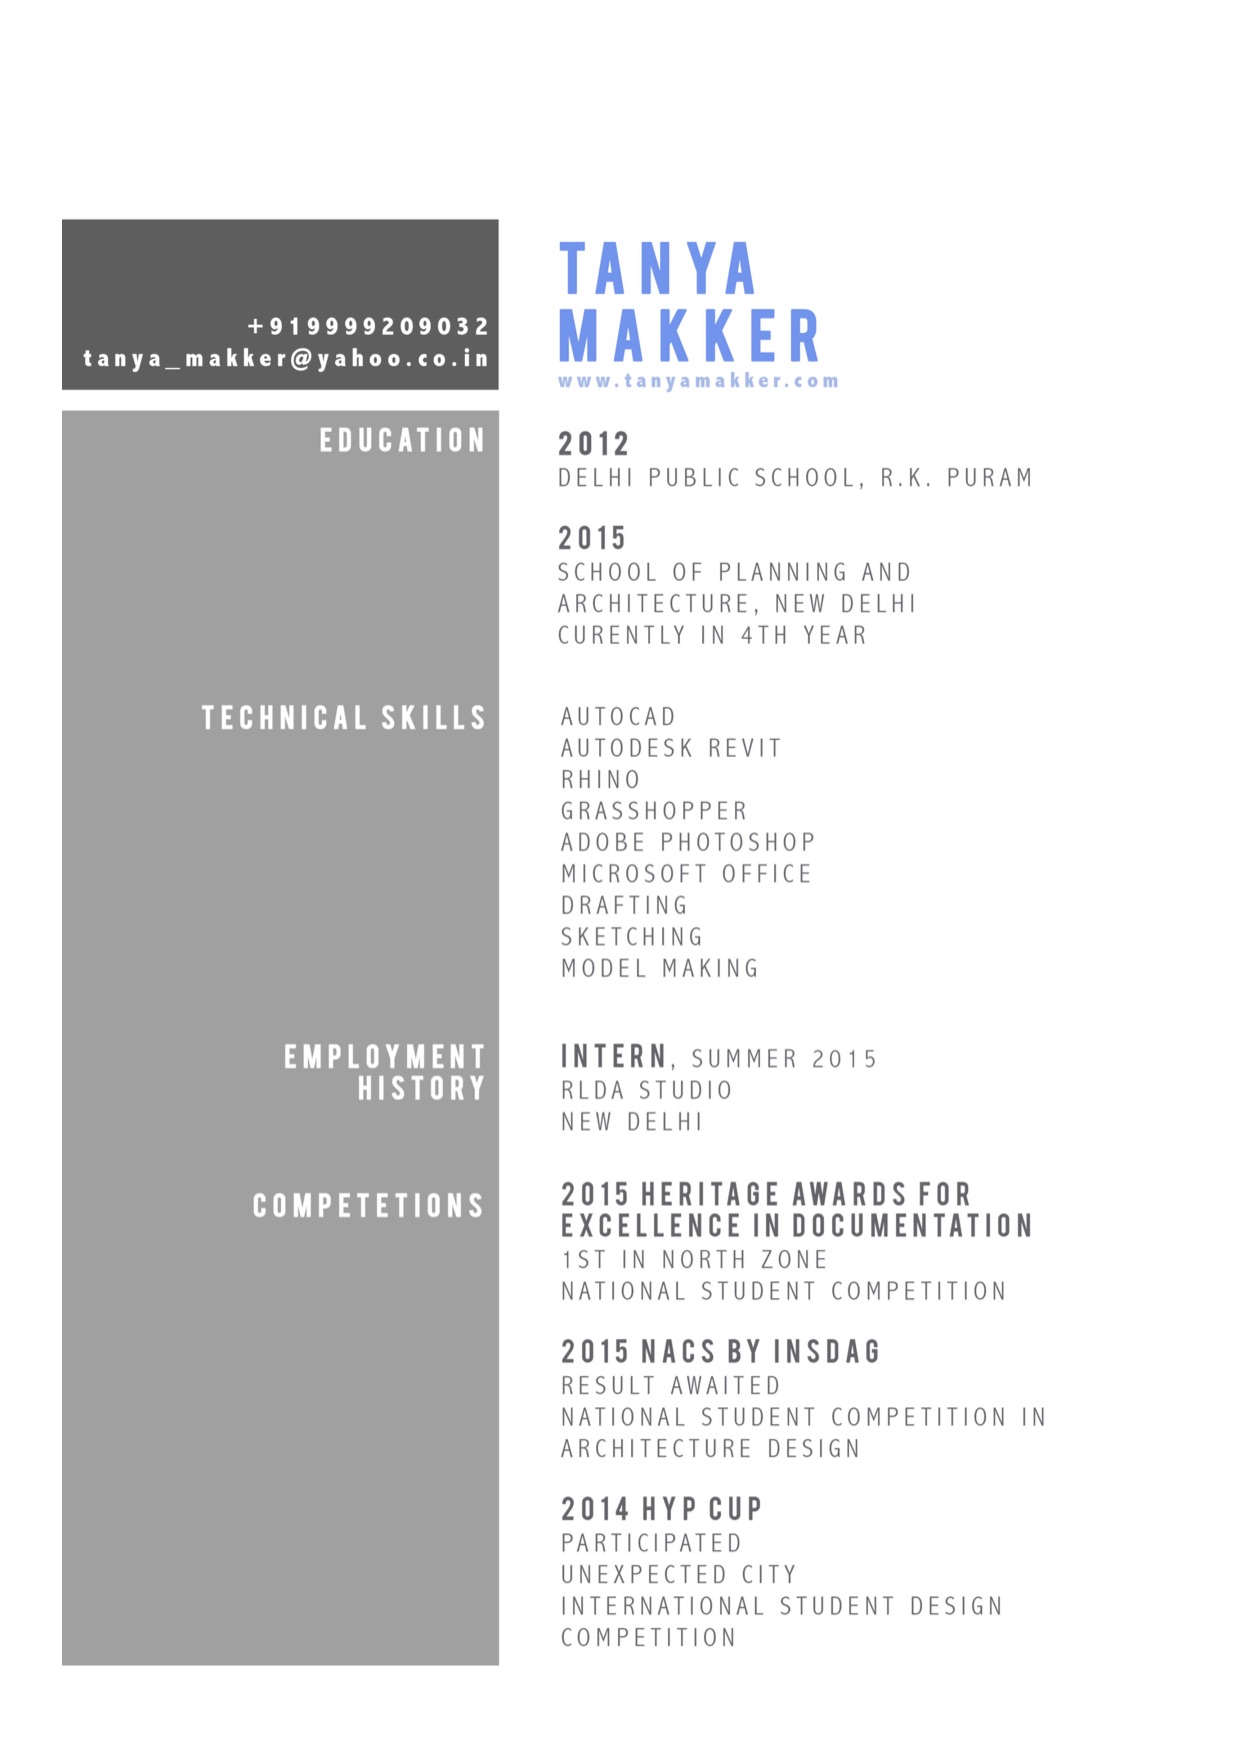 +919999209032
tanya_makker@yahoo.co.in
TANYA
MAKKER
www.tanyamakker.com
EDUCATION
2012
DELHI PUBLIC SCHOOL, R.K. PURAM
2015
SCHOOL OF PLANNING AND
ARCHITECTURE, NEW DELHI
CURENTLY IN 4TH YEAR
TECHNICAL SKILLS
AUTOCAD
AUTODESK REVIT
RHINO
GRASSHOPPER
ADOBE PHOTOSHOP
MICROSOFT OFFICE
DRAFTING
SKETCHING
MODEL MAKING
EMPLOYMENT
HISTORY
INTERN, SUMMER 2015
RLDA STUDIO
NEW DELHI
COMPETETIONS
2015 HERITAGE AWARDS FOR
EXCELLENCE IN DOCUMENTATION
1ST IN NORTH ZONE
NATIONAL STUDENT COMPETITION
2015 NACS BY INSDAG
RESULT AWAITED
NATIONAL STUDENT COMPETITION IN
ARCHITECTURE DESIGN
2014 HYP CUP
PARTICIPATED
UNEXPECTED CITY
INTERNATIONAL STUDENT DESIGN
COMPETITION